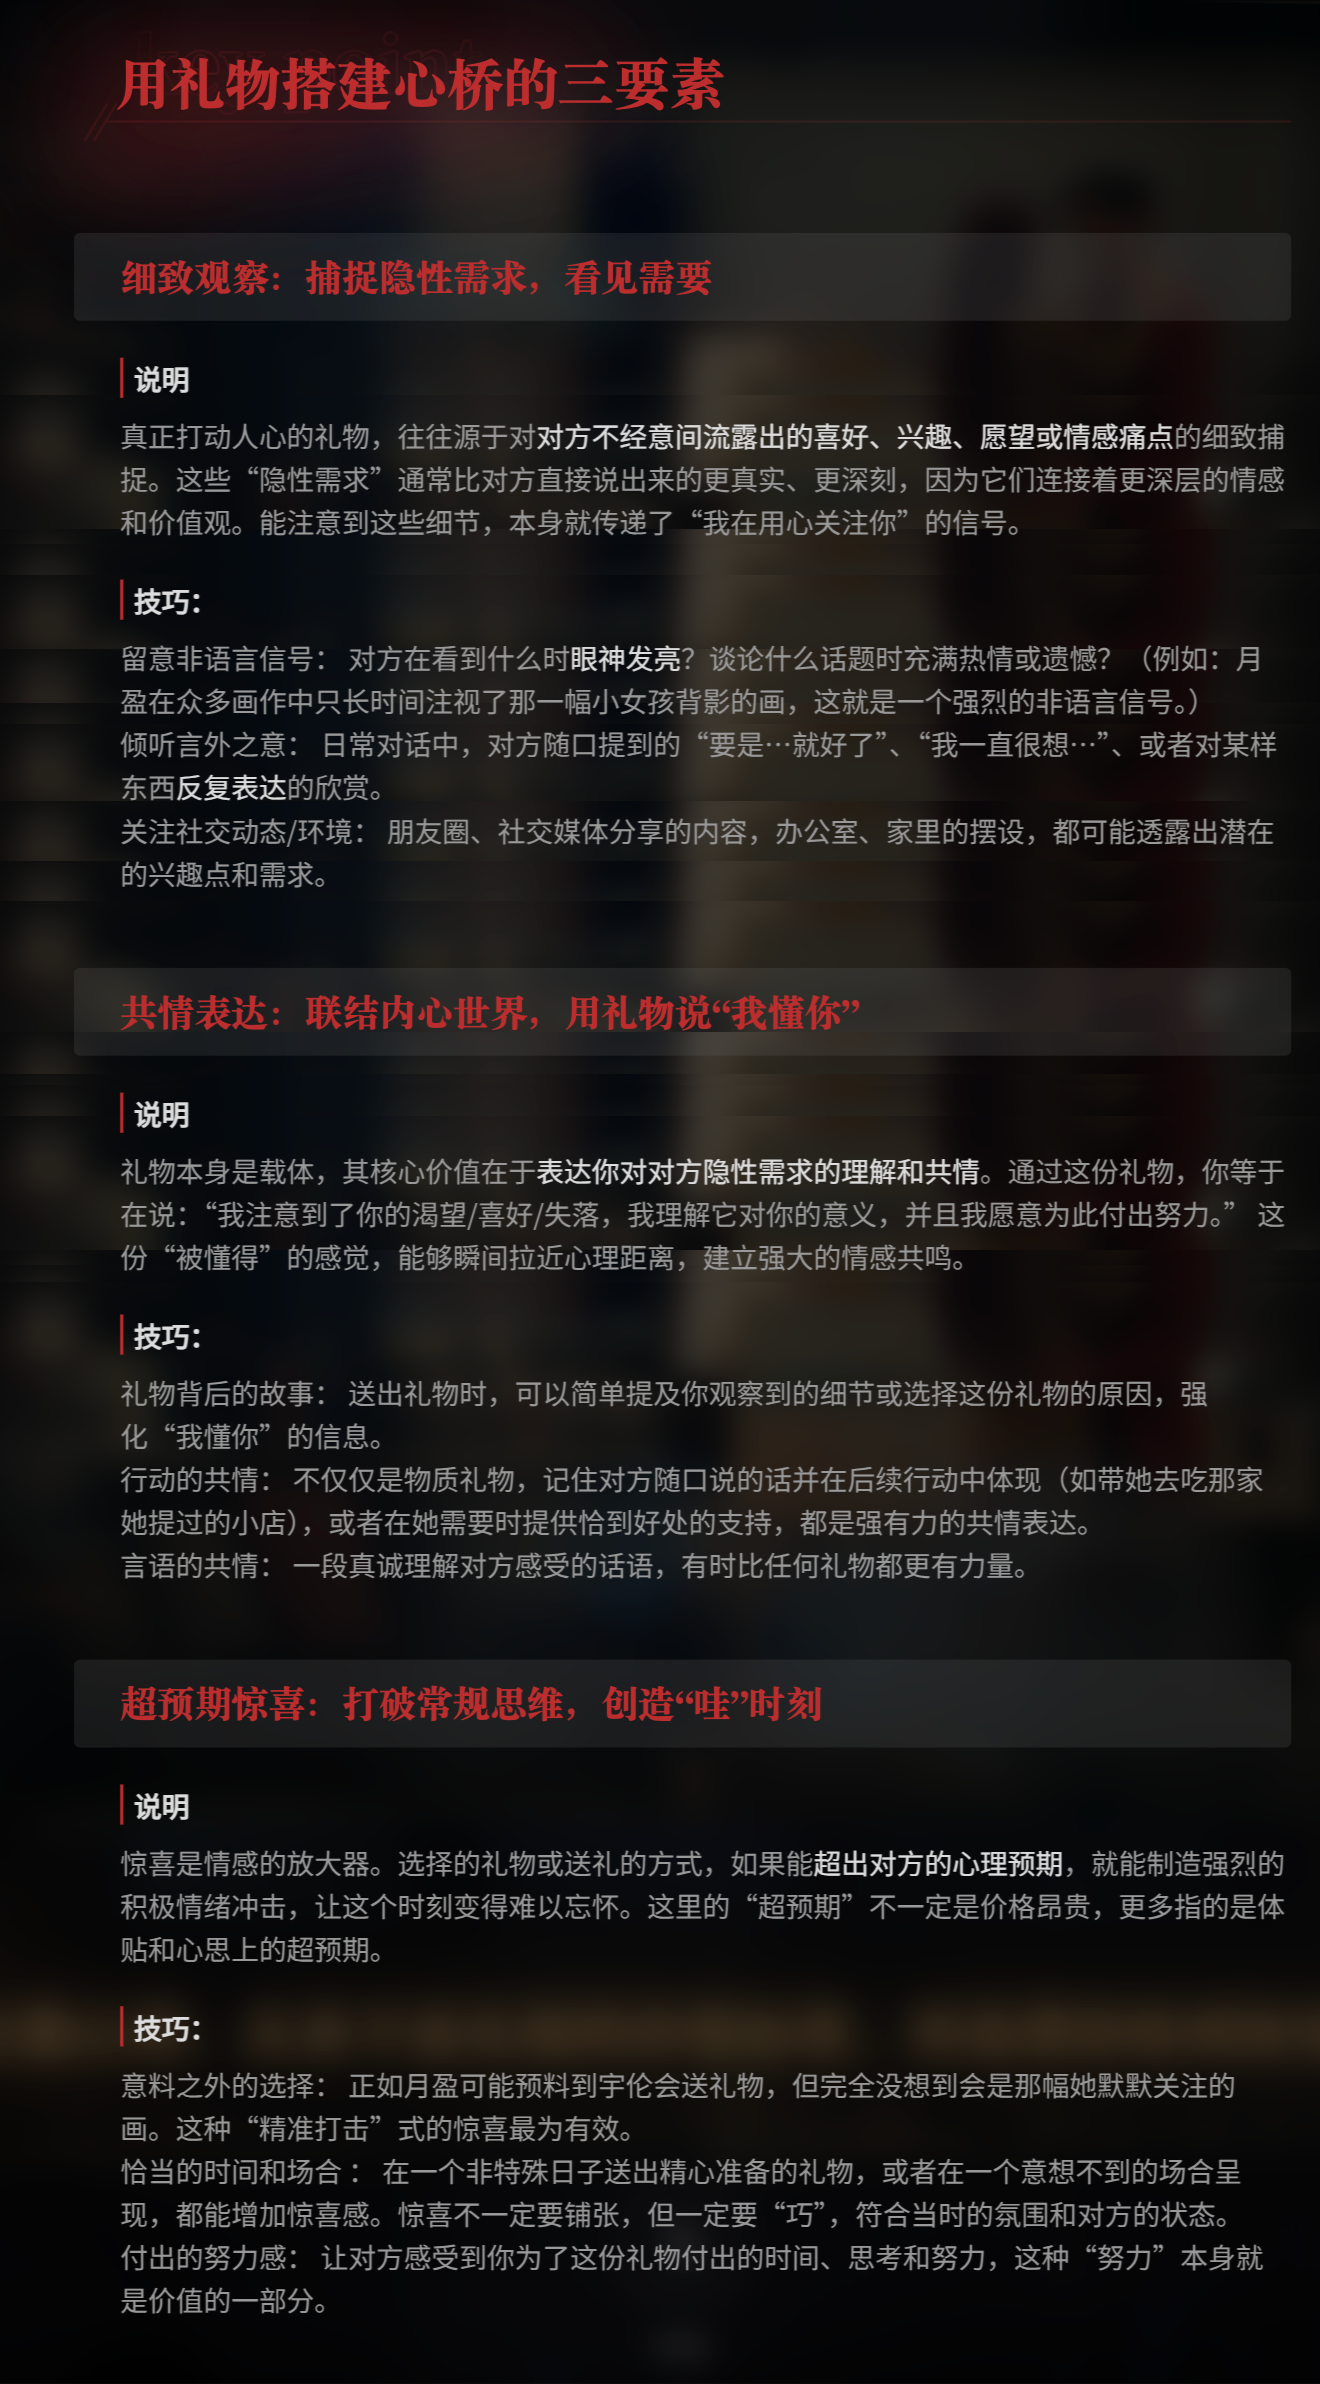 key point
用礼物搭建心桥的三要素
细致观察：捕捉隐性需求，看见需要
说明
真正打动人心的礼物，往往源于对对方不经意间流露出的喜好、兴趣、愿望或情感痛点的细致捕
捉。这些“隐性需求”通常比对方直接说出来的更真实、更深刻，因为它们连接着更深层的情感
和价值观。能注意到这些细节，本身就传递了“我在用心关注你”的信号。
技巧：
留意非语言信号： 对方在看到什么时眼神发亮？谈论什么话题时充满热情或遗憾？（例如：月
盈在众多画作中只长时间注视了那一幅小女孩背影的画，这就是一个强烈的非语言信号。）
倾听言外之意： 日常对话中，对方随口提到的“要是…就好了”、“我一直很想…”、或者对某样
东西反复表达的欣赏。
关注社交动态/环境： 朋友圈、社交媒体分享的内容，办公室、家里的摆设，都可能透露出潜在
的兴趣点和需求。
共情表达：联结内心世界，用礼物说“我懂你”
说明
礼物本身是载体，其核心价值在于表达你对对方隐性需求的理解和共情。通过这份礼物，你等于
在说：“我注意到了你的渴望/喜好/失落，我理解它对你的意义，并且我愿意为此付出努力。” 这
份“被懂得”的感觉，能够瞬间拉近心理距离，建立强大的情感共鸣。
技巧：
礼物背后的故事： 送出礼物时，可以简单提及你观察到的细节或选择这份礼物的原因，强
化“我懂你”的信息。
行动的共情： 不仅仅是物质礼物，记住对方随口说的话并在后续行动中体现（如带她去吃那家
她提过的小店），或者在她需要时提供恰到好处的支持，都是强有力的共情表达。
言语的共情： 一段真诚理解对方感受的话语，有时比任何礼物都更有力量。
超预期惊喜：打破常规思维，创造“哇”时刻
说明
惊喜是情感的放大器。选择的礼物或送礼的方式，如果能超出对方的心理预期，就能制造强烈的
积极情绪冲击，让这个时刻变得难以忘怀。这里的“超预期”不一定是价格昂贵，更多指的是体
贴和心思上的超预期。
技巧：
意料之外的选择： 正如月盈可能预料到宇伦会送礼物，但完全没想到会是那幅她默默关注的
画。这种“精准打击”式的惊喜最为有效。
恰当的时间和场合 ： 在一个非特殊日子送出精心准备的礼物，或者在一个意想不到的场合呈
现，都能增加惊喜感。惊喜不一定要铺张，但一定要“巧”，符合当时的氛围和对方的状态。
付出的努力感： 让对方感受到你为了这份礼物付出的时间、思考和努力，这种“努力”本身就
是价值的一部分。